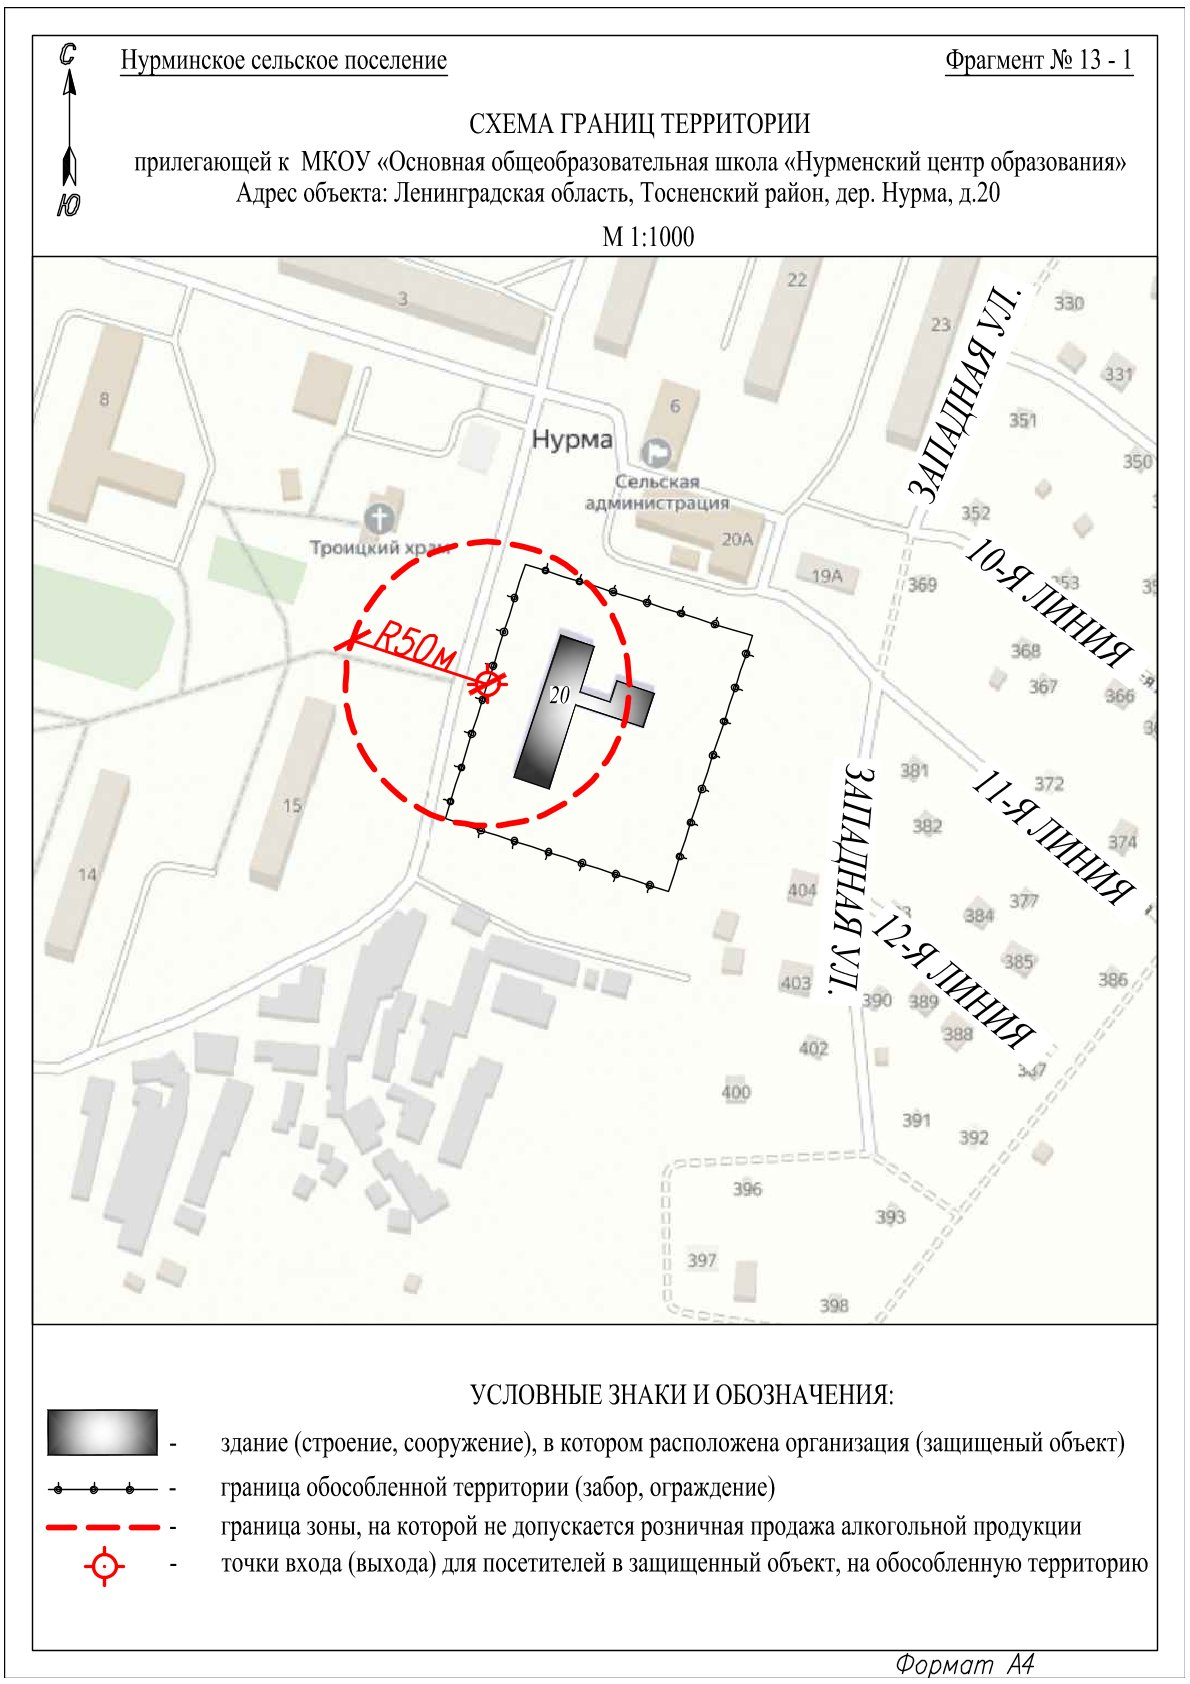 С
Ю
Нурминское сельское поселение
Фрагмент № 13 - 1
СХЕМА ГРАНИЦ ТЕРРИТОРИИ
прилегающей к МКОУ «Основная общеобразовательная школа «Нурменский центр образования»
Адрес объекта: Ленинградская область, Тосненский район, дер. Нурма, д.20
М 1:1000
3
22
23
ЗАПАДНАЯ УЛ.
330
331
8
6
351
350
Нурма
Сельская
администрация
352
Троицкий храм
20А
10-Я ЛИНИЯ
19А
369
353
R50м
368
367
366
20
381
ЗАПАДНАЯ УЛ.
11-Я ЛИНИЯ
372
15
382
374
14
404
377
384
12-Я ЛИНИЯ
385
403
386
390
389
388
402
387
400
391
392
396
393
397
398
УСЛОВНЫЕ ЗНАКИ И ОБОЗНАЧЕНИЯ:
- здание (строение, сооружение), в котором расположена организация (защищеный объект)
- граница обособленной территории (забор, ограждение)
- граница зоны, на которой не допускается розничная продажа алкогольной продукции
- точки входа (выхода) для посетителей в защищенный объект, на обособленную территорию
Формат А4